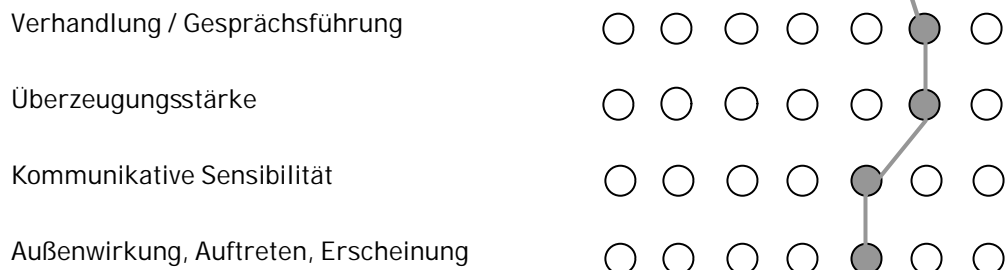 Verhandlung / Gesprächsführung
Überzeugungsstärke
Kommunikative Sensibilität
Außenwirkung, Auftreten, Erscheinung